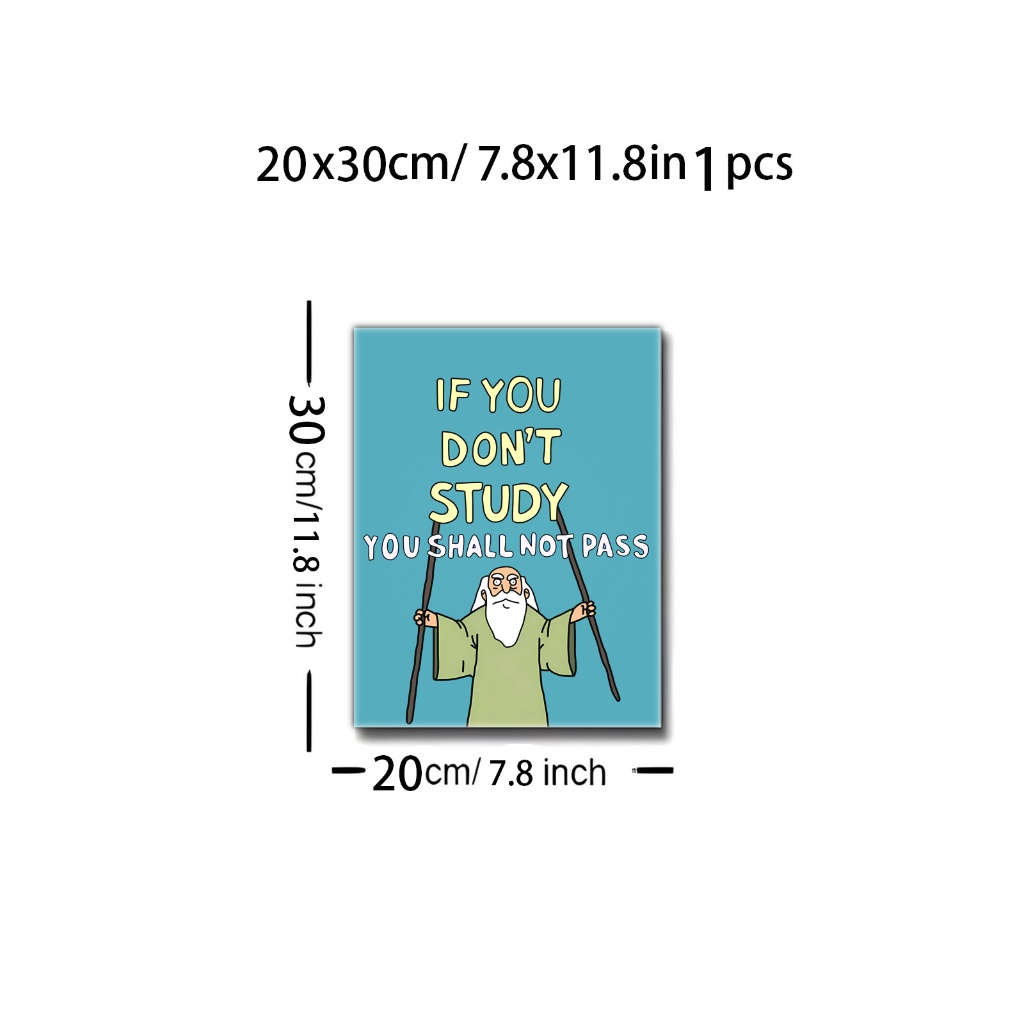 20x30cm/ 7.8x11.8in 1 pcs
30cm/11.8 inch
IF YOU
DON'T
STUDY
YOU SHALL NOT PASS
20cm/ 7.8 inch